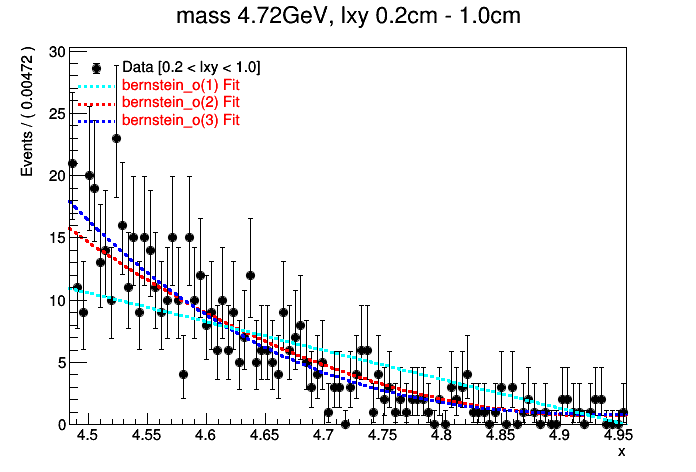 mass 4.72GeV, lxy 0.2cm - 1.0cm
30
25
20
15
10
5
0
Events / ( 0.00472 )
Data [0.2 < lxy < 1.0]
bernstein_o(1) Fit
bernstein_o(2) Fit
bernstein_o(3) Fit
4.5 4.55 4.6 4.65 4.7 4.75 4.8 4.85 4.9 4.95
x